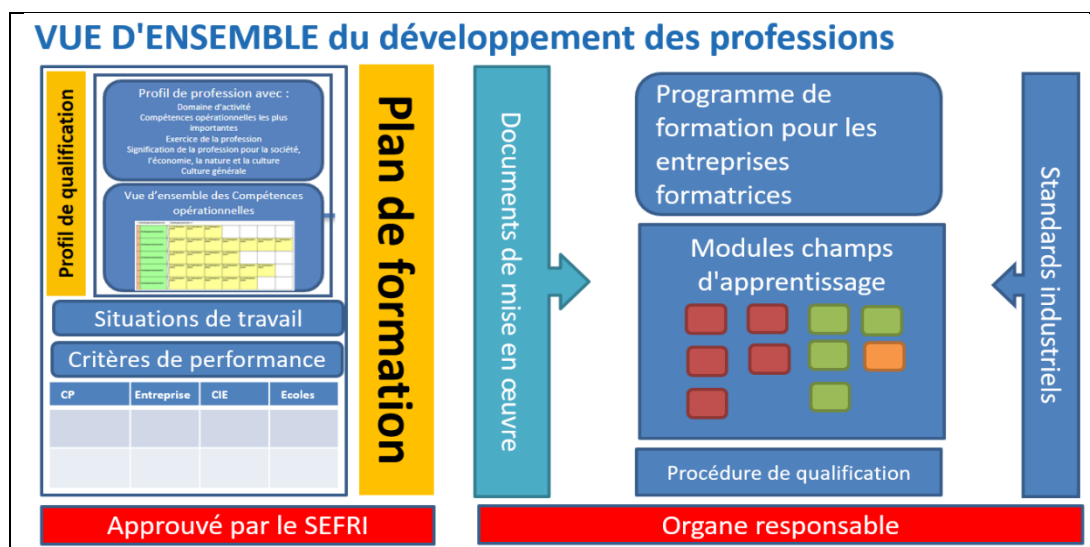 VUE D'ENSEMBLE du développement des professions
Profil de qualification
Profil de profession avec :
Domaine d'activité
Compétences opérationnelles les plus
importantes
Exercice de la profession
Signification de la profession pour la société,
l'économie, la nature et la culture
Culture générale
Vue d'ensemble des Compétences
opérationnelles
Situations de travail
Critères de performance
CP Entreprise CIE Ecoles
Plan de formation
Approuvé par le SEFRI
Documents de mise en œuvre
Programme de
formation pour les
entreprises
formatrices
Modules champs
d'apprentissage
Procédure de qualification
Standards industriels
Organe responsable